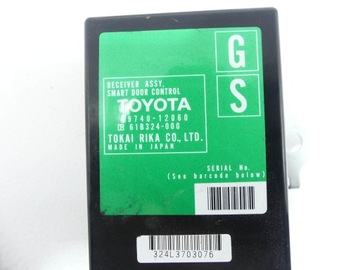 G
S
RECEIVER ASSY,
SMART DOOR CONTROL
TOYOTA
89740-12060
61B324-000
TOKAI RIKA CO., LTD.
MADE IN JAPAN
SERIAL No.
(See barcode below)
324L3703076